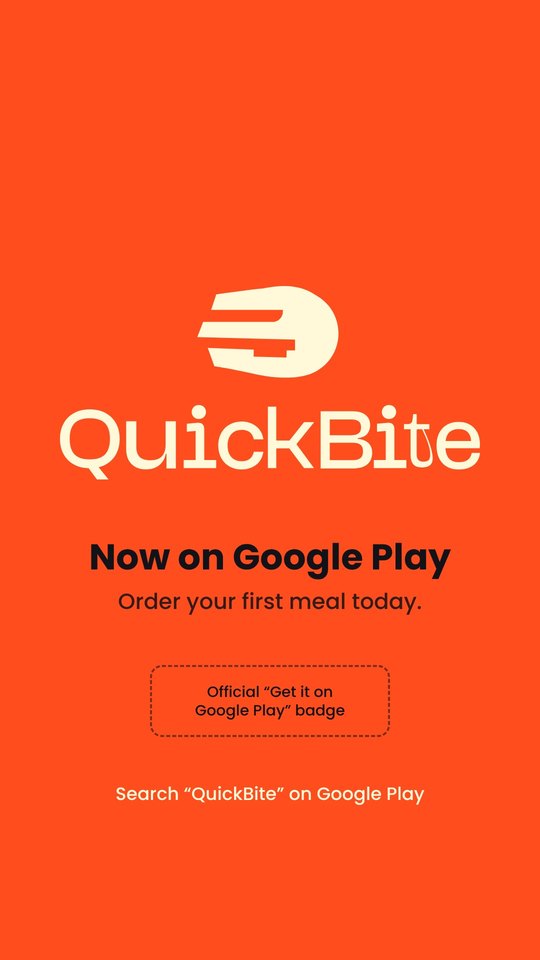 QuickBite
Now on Google Play
Order your first meal today.
Official “Get it on
Google Play” badge
Search “QuickBite” on Google Play